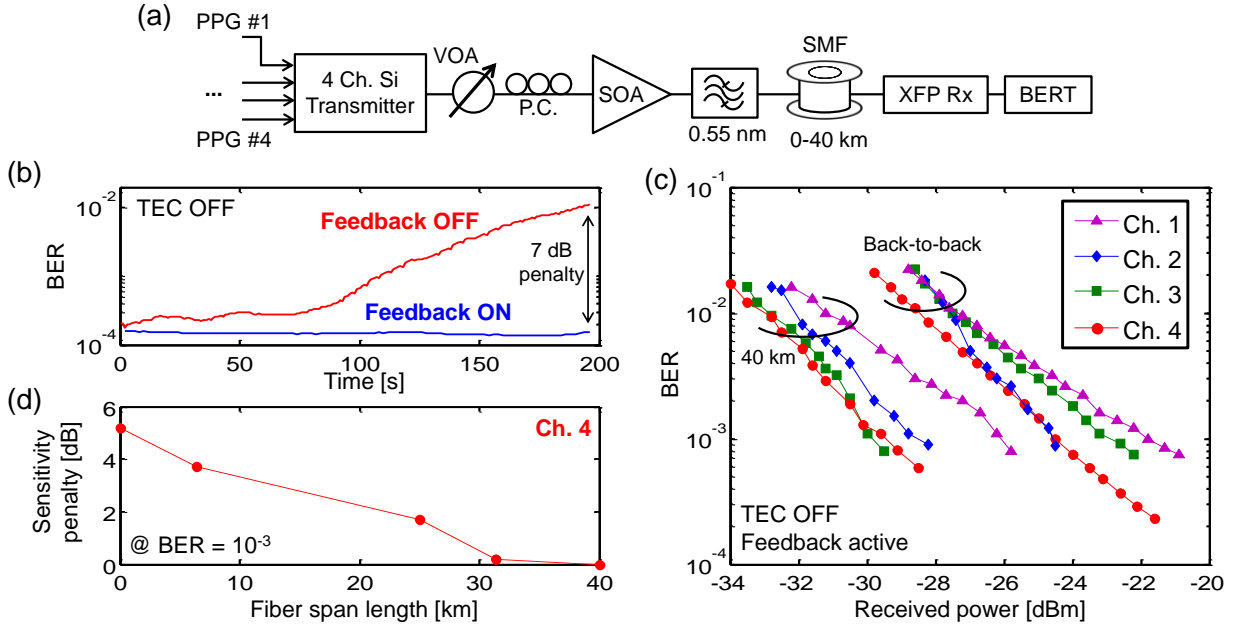 (a)
PPG #1
...
PPG #4
4 Ch. Si
Transmitter
VOA
P.C.
SOA
0.55 nm
SMF
0-40 km
XFP Rx
BERT
(b)
10-2
10-4
BER
TEC OFF
Feedback OFF
Feedback ON
7 dB
penalty
0
50
100
150
200
Time [s]
(c)
10-1
10-2
10-3
10-4
BER
Back-to-back
40 km
Ch. 1
Ch. 2
Ch. 3
Ch. 4
TEC OFF
Feedback active
-34
-32
-30
-28
-26
-24
-22
-20
Received power [dBm]
(d)
6
4
2
0
Sensitivity
penalty [dB]
Ch. 4
@ BER = 10-3
0
10
20
30
40
Fiber span length [km]